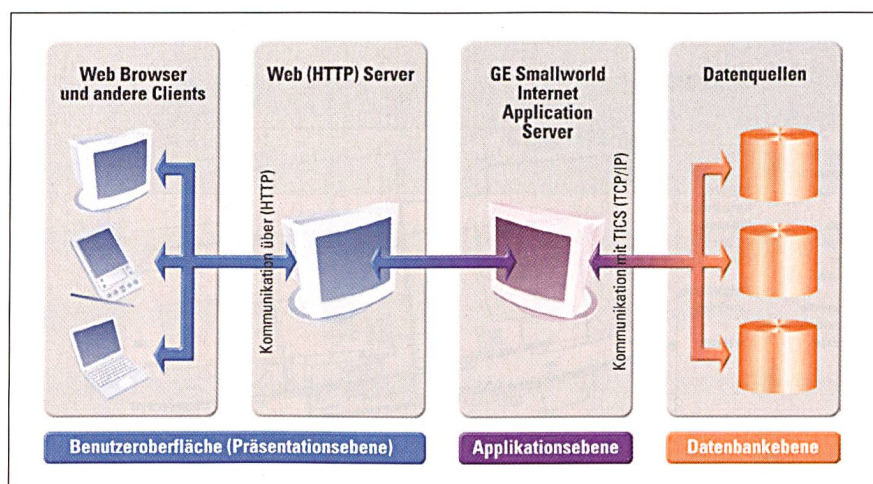 Web Browser
und andere Clients
Web (HTTP) Server
GE Smallworld
Internet
Application
Server
Datenquellen
Kommunikation über (HTTP)
Kommunikation mit TICS (TCP/IP)
Benutzeroberfläche (Präsentationsebene)
Applikationsebene
Datenbankebene